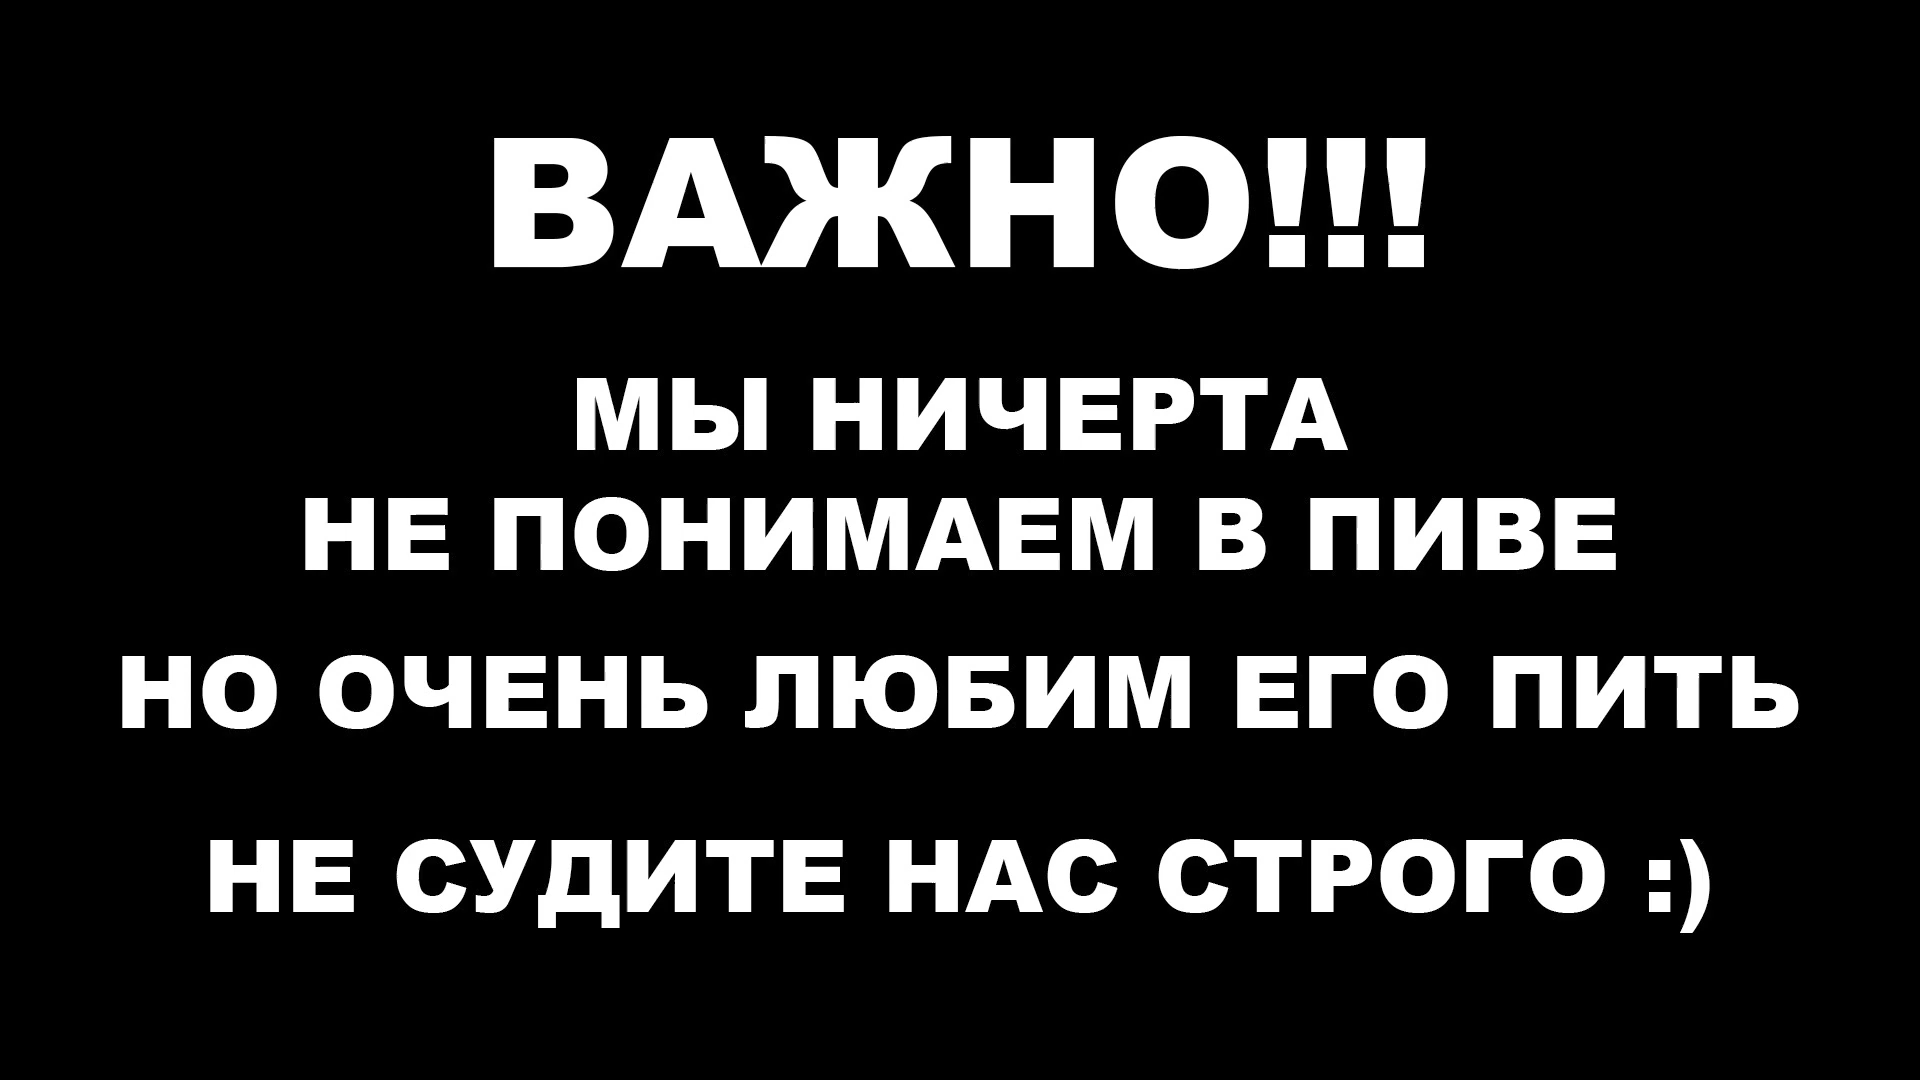 ВАЖНО!!!
МЫ НИЧЕРТА
НЕ ПОНИМАЕМ В ПИВЕ
НО ОЧЕНЬ ЛЮБИМ ЕГО ПИТЬ
НЕ СУДИТЕ НАС СТРОГО :)